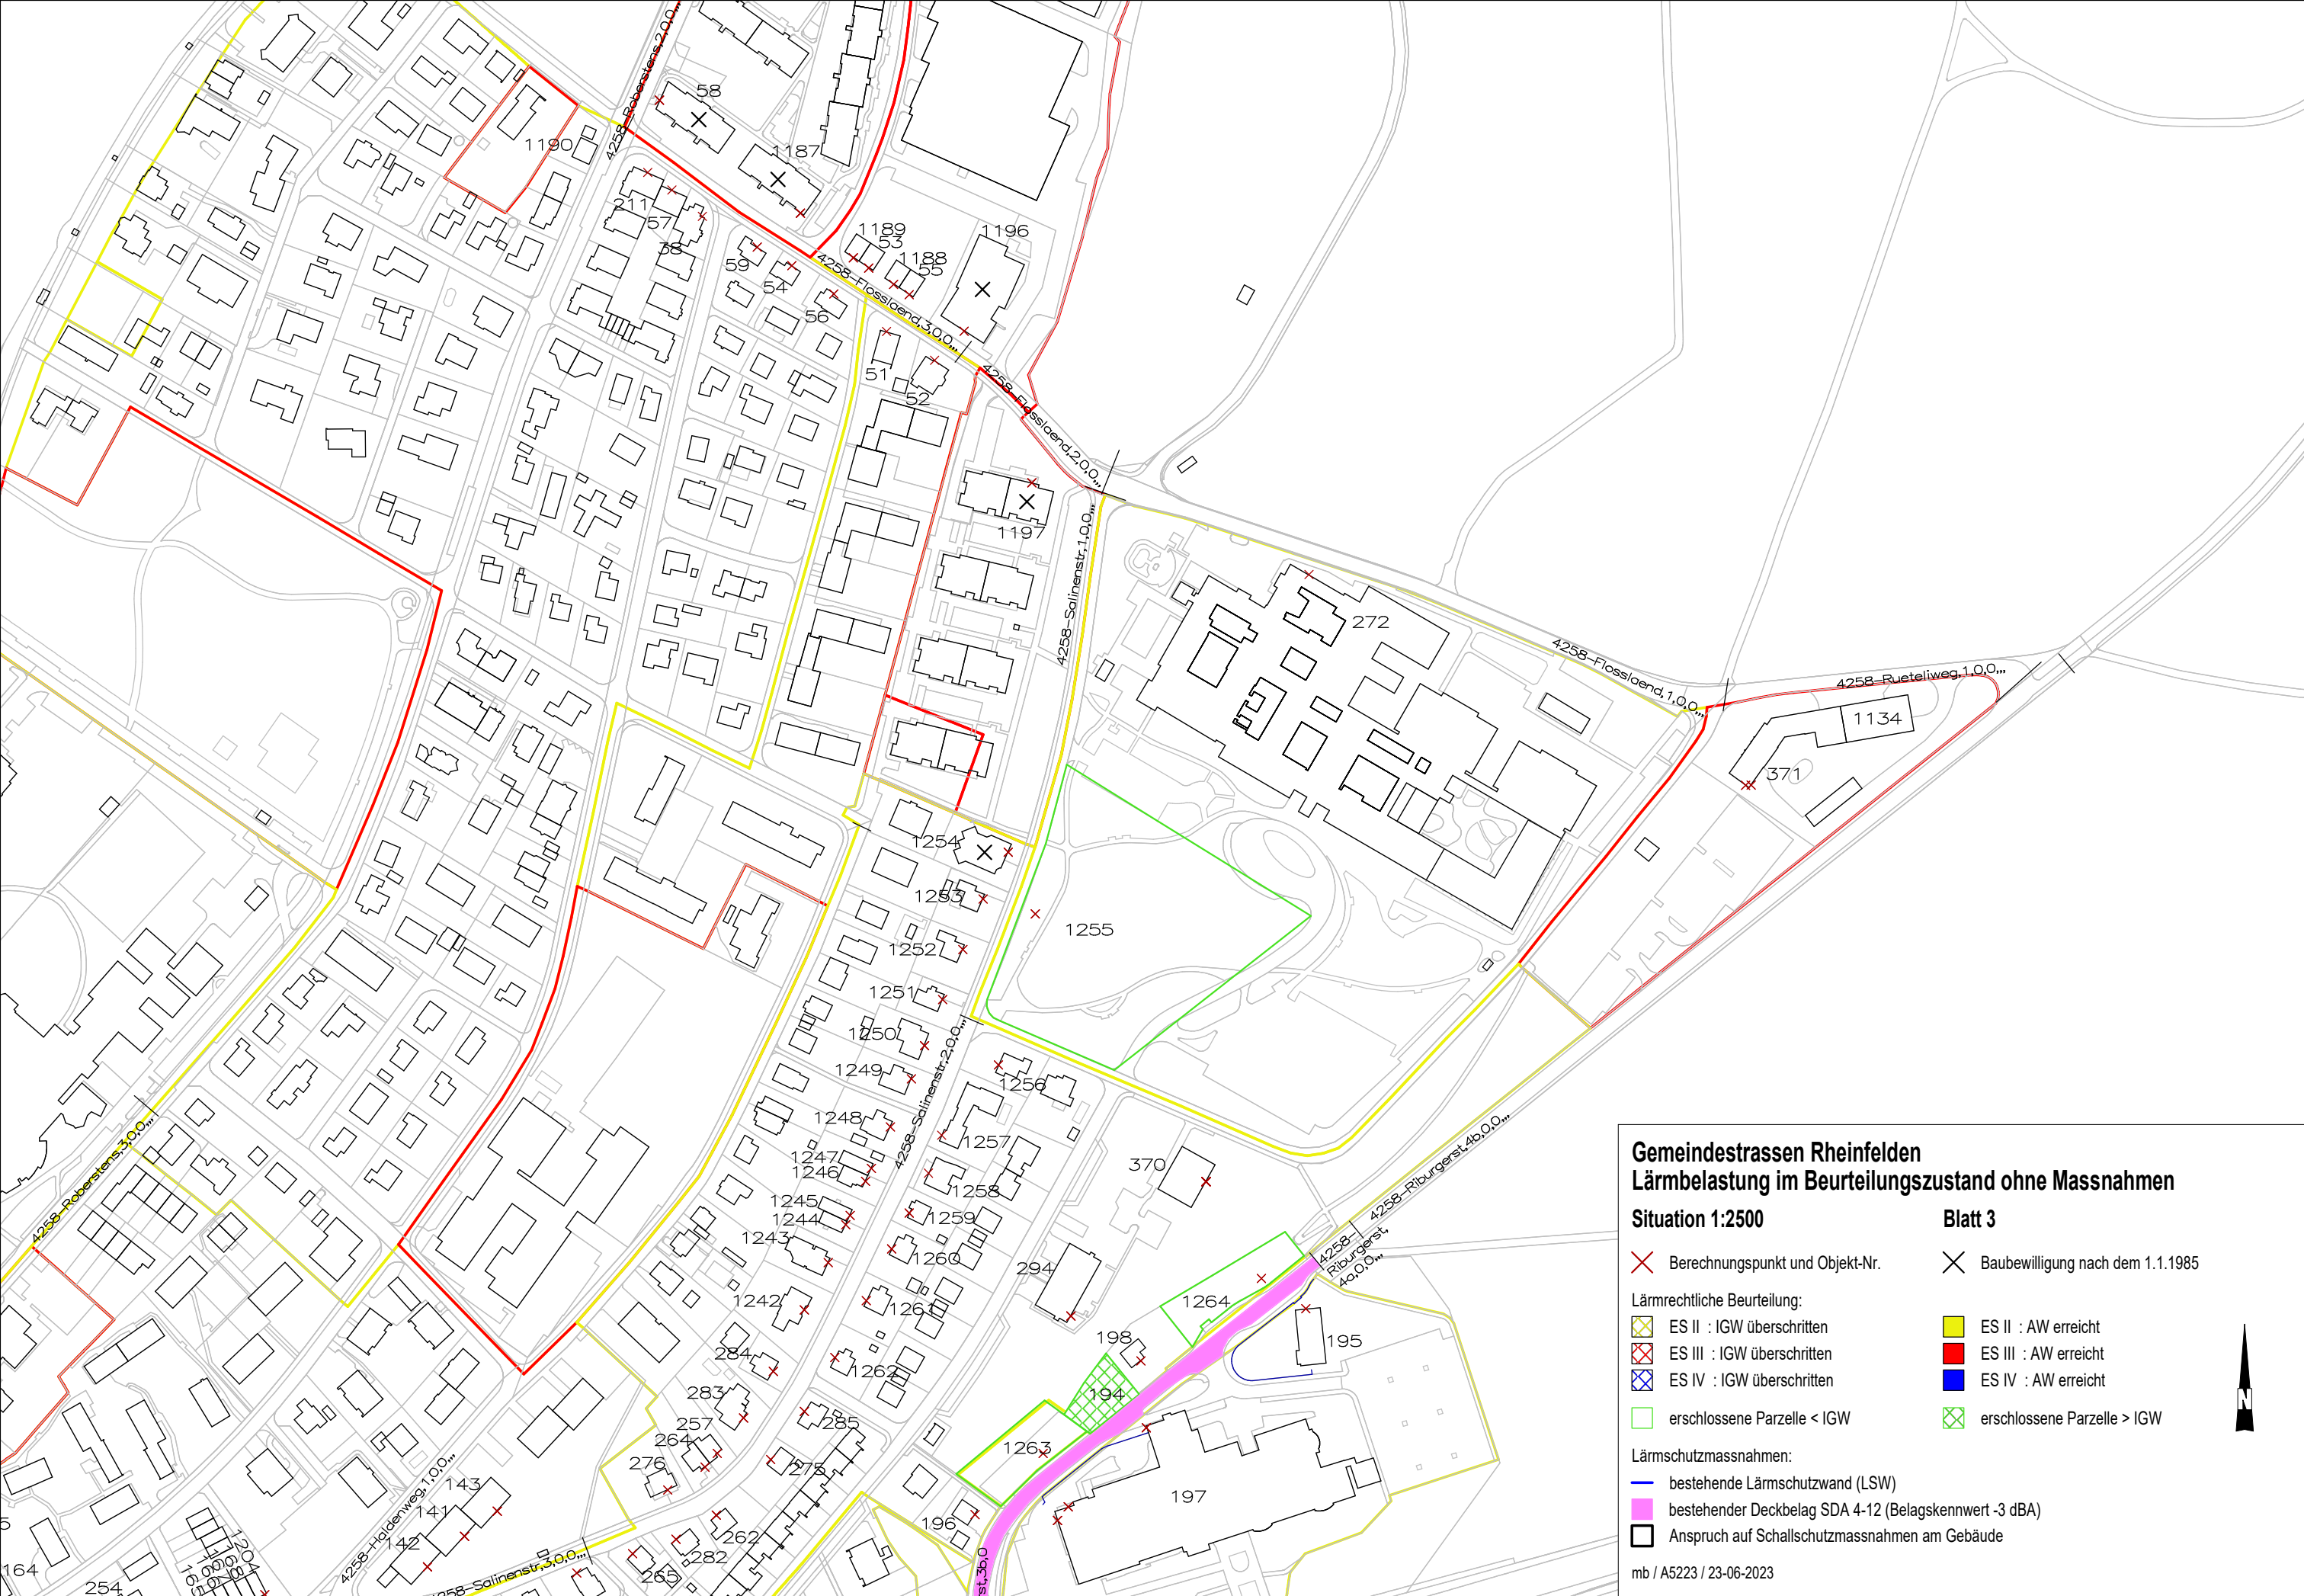 4258-Roberstens,2,0,0,,,
58
1187
1190
211
57
38
59
54
56
1189
53
1188
55
1196
4258-Flosslaend,3,0,0,,,
51
52
4258-Flosslaend,2,0,0,,,
1197
4258-Salinenstr,1,0,0,,,
272
4258-Flosslaend,1,0,0,,,
4258-Rueteliweg,1,0,0,,,
1134
371
1254
1253
1255
1252
1251
1250
4258-Salinenstr,2,0,0,,,
1249
1256
1248
1257
1247
1246
1258
370
1245
1244
1259
1243
1260
294
4258-Roberstens,3,0,0,,,
4258-Riburgerst,4b,0,0,,,
4258-
Riburgerst,
4a,0,0,,,
1242
1261
1264
198
195
284
1262
283
194
257
285
264
1263
276
275
143
197
141
142
196
262
282
265
4258-Haldenweg,1,0,0,,,
258-Salinenstr,3,0,0,,,
st,3b,0
164
254
204
168
165
Gemeindestrassen Rheinfelden
Lärmbelastung im Beurteilungszustand ohne Massnahmen
Situation 1:2500 Blatt 3
Berechnungspunkt und Objekt-Nr. Baubewilligung nach dem 1.1.1985
Lärmrechtliche Beurteilung:
ES II : IGW überschritten ES II : AW erreicht
ES III : IGW überschritten ES III : AW erreicht
ES IV : IGW überschritten ES IV : AW erreicht
erschlossene Parzelle < IGW erschlossene Parzelle > IGW
Lärmschutzmassnahmen:
bestehende Lärmschutzwand (LSW)
bestehender Deckbelag SDA 4-12 (Belagskennwert -3 dBA)
Anspruch auf Schallschutzmassnahmen am Gebäude
mb / A5223 / 23-06-2023
N